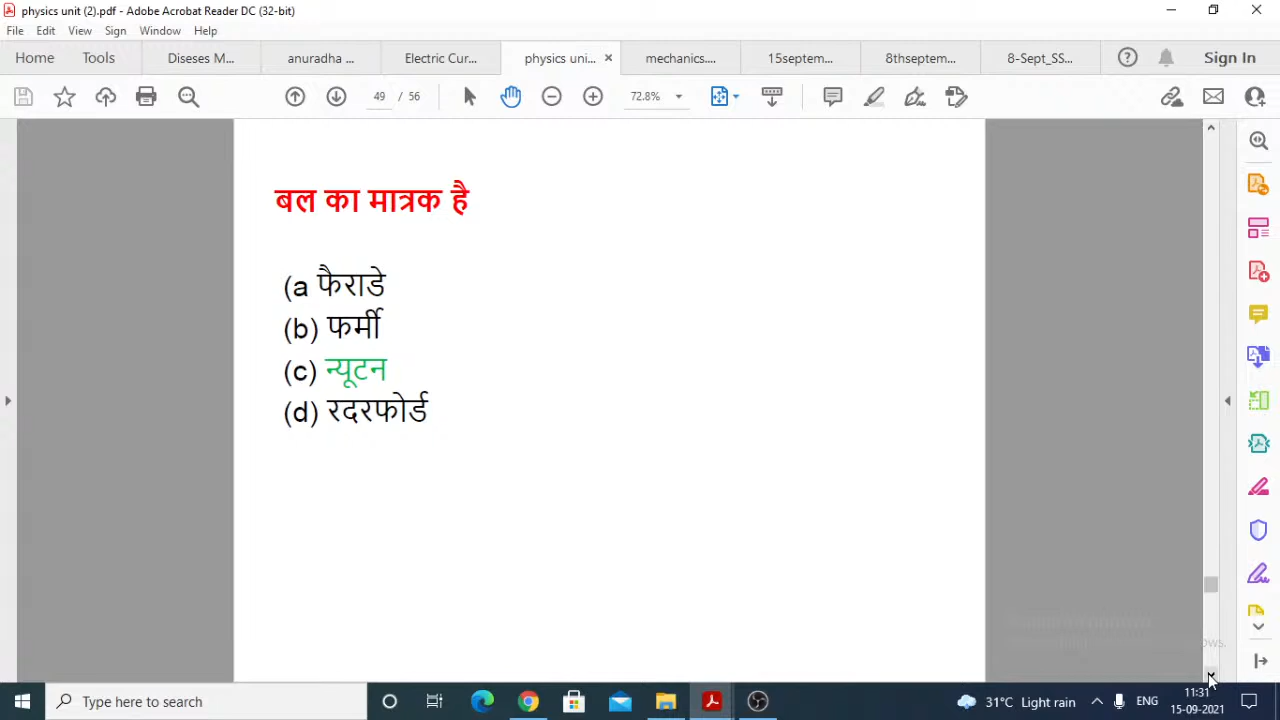 physics unit (2).pdf - Adobe Acrobat Reader DC (32-bit)
File Edit View Sign Window Help
Home Tools Diseses M... anuradha ... Electric Cur... physics uni... × mechanics.... 15septem... 8thseptem... 8-Sept_SS... Sign In
49 / 56 72.8%
बल का मात्रक है
(a फैराडे
(b) फर्मी
(c) न्यूटन
(d) रदरफोर्ड
ows.
Type here to search 31°C Light rain ENG 11:31
15-09-2021